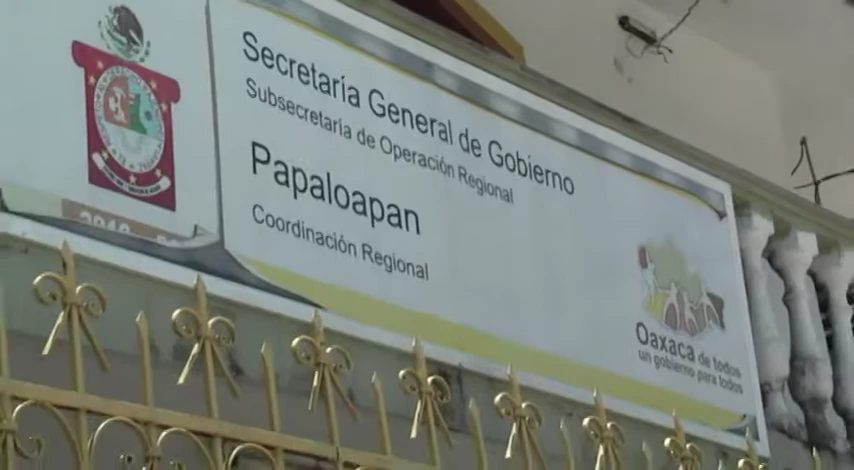 Secretaría General de Gobierno
Subsecretaría de Operación Regional
Papaloapan
Coordinación Regional
Oaxaca de todos
un gobierno para todos